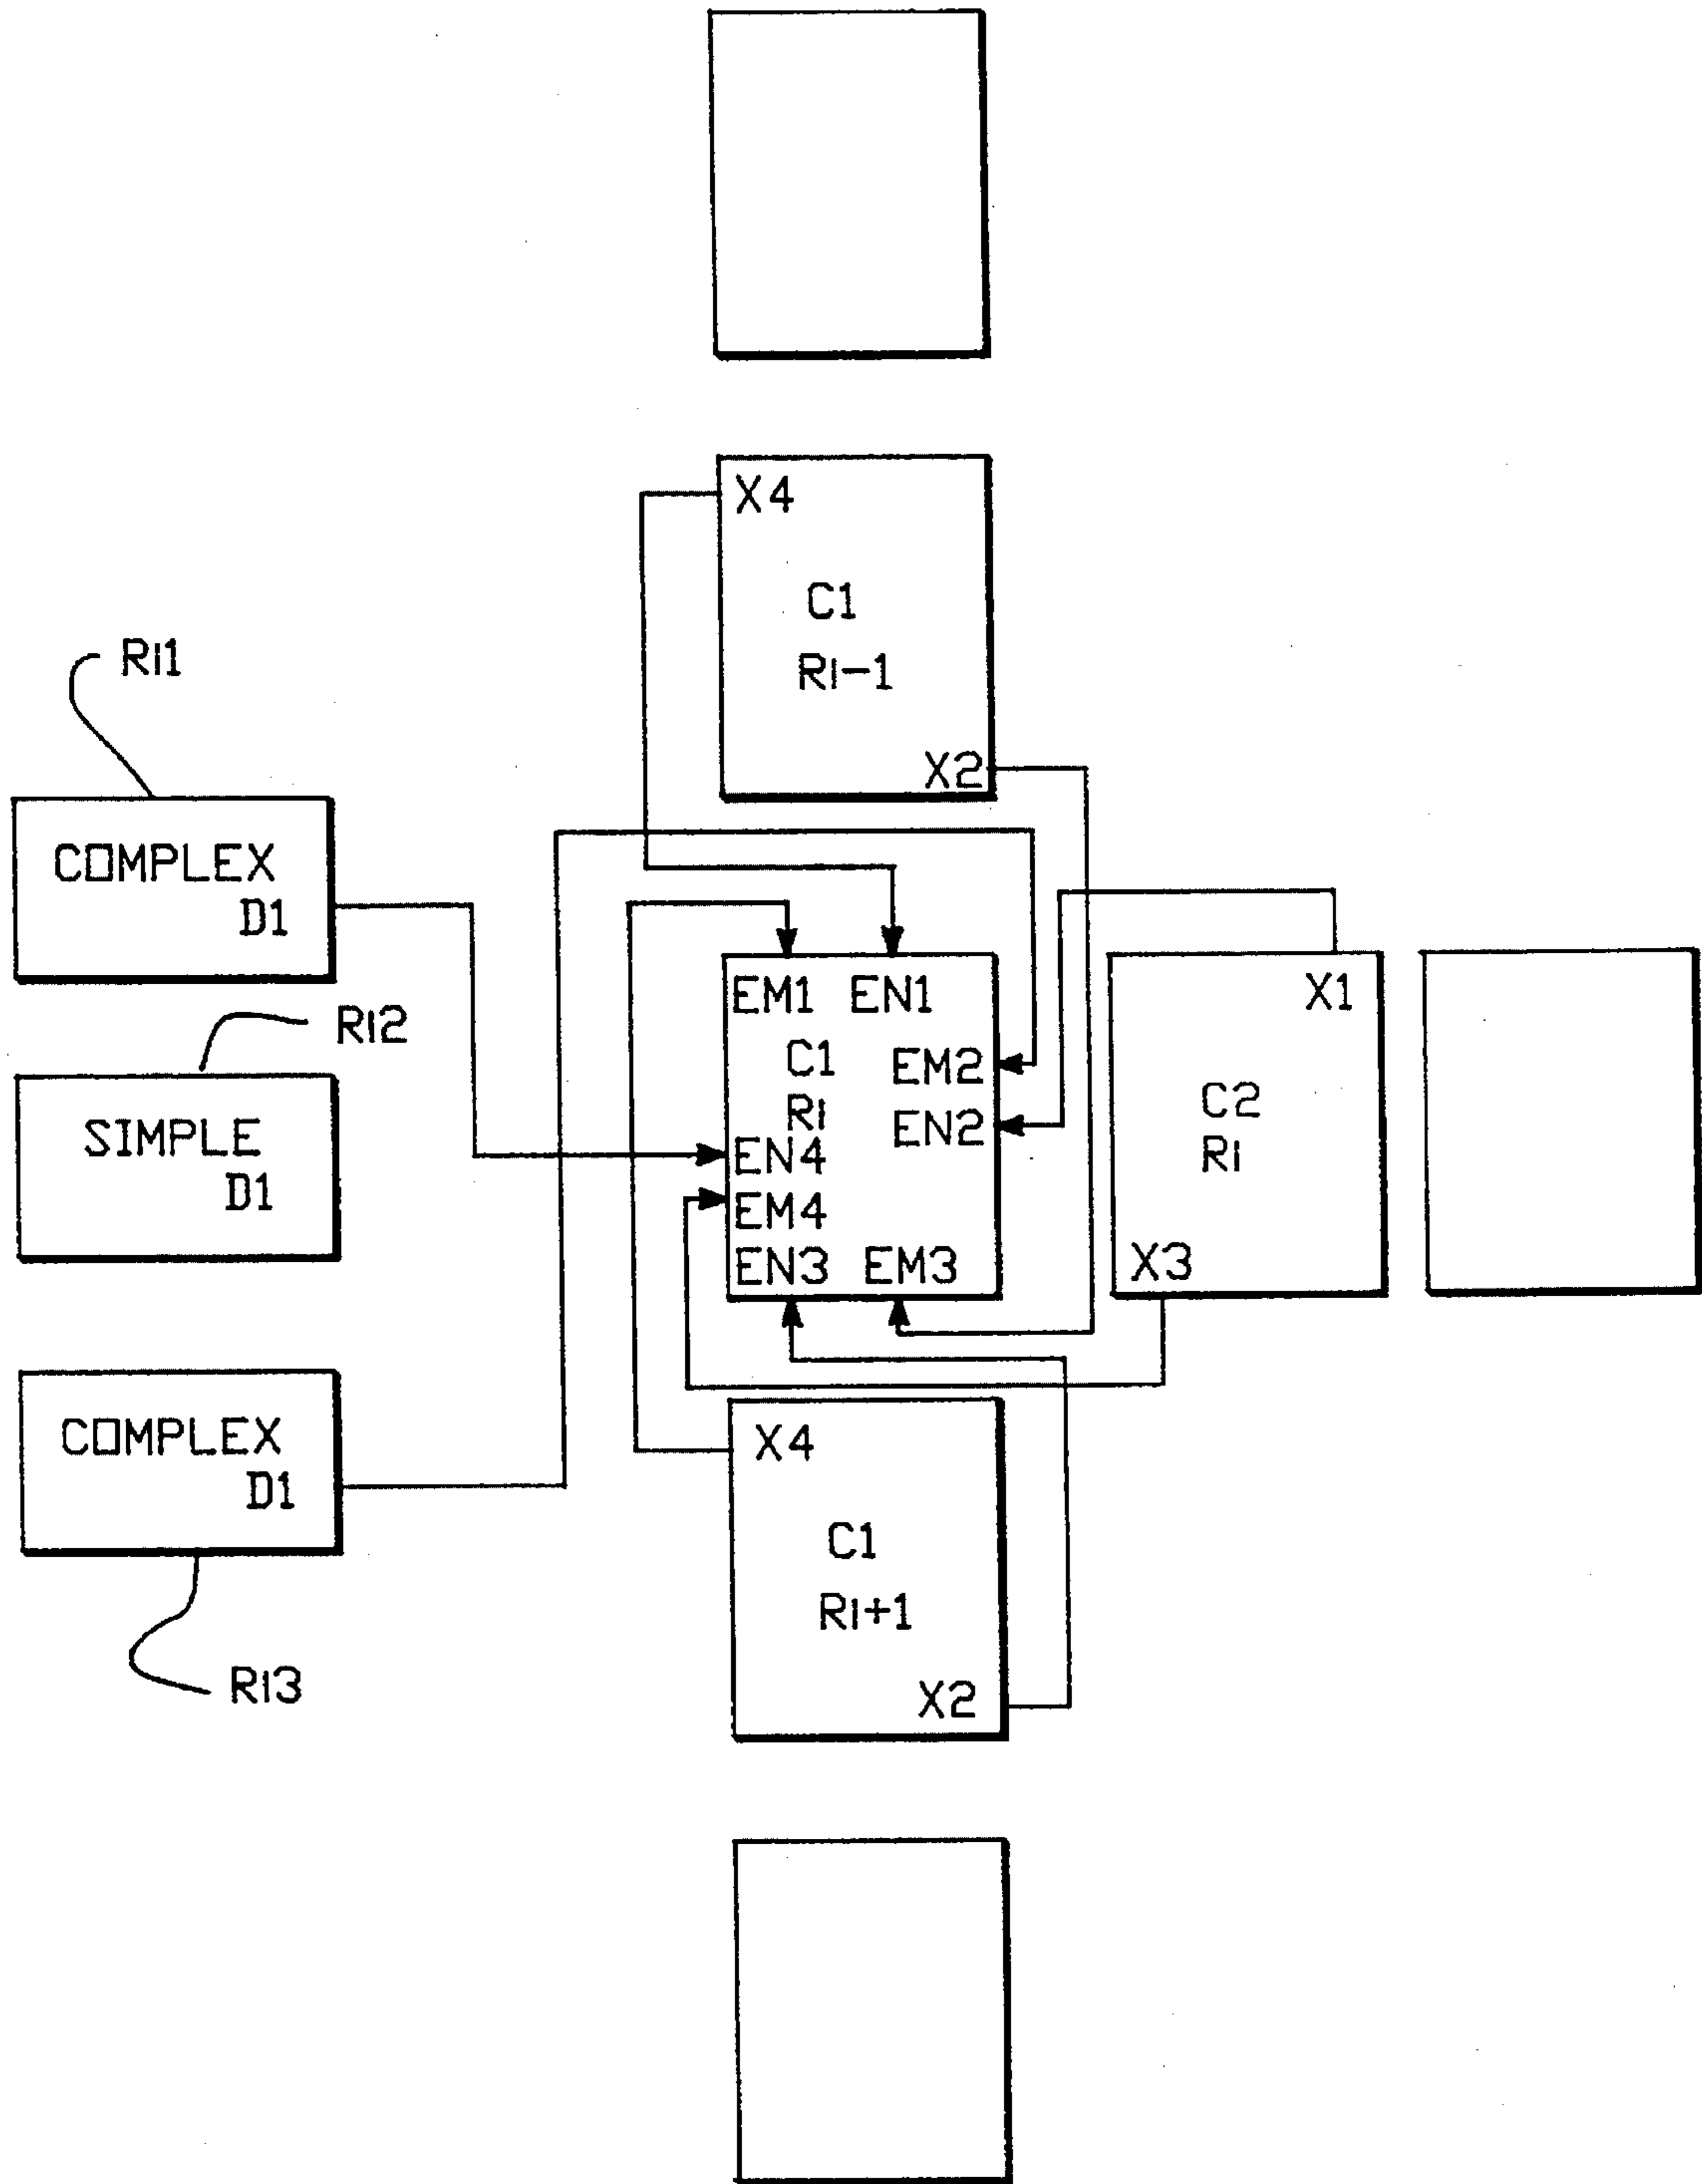 X4
C1
Ri-1
X2
Ri1
COMPLEX
D1
Ri2
SIMPLE
D1
COMPLEX
D1
Ri3
EM1 EN1
C1
Ri
EM2
EN2
EN4
EM4
EN3 EM3
X1
C2
Ri
X3
X4
C1
Ri+1
X2